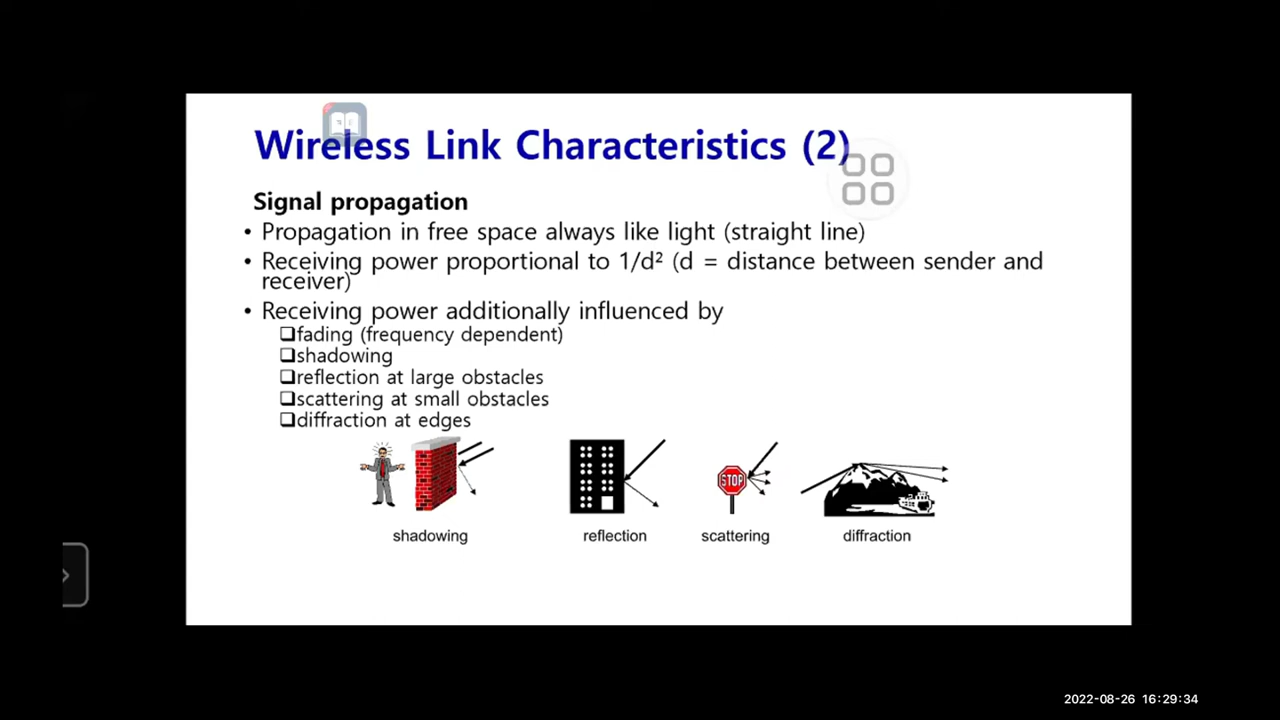 Wireless Link Characteristics (2)
Signal propagation
• Propagation in free space always like light (straight line)
• Receiving power proportional to 1/d² (d = distance between sender and
receiver)
• Receiving power additionally influenced by
❑fading (frequency dependent)
❑shadowing
❑reflection at large obstacles
❑scattering at small obstacles
❑diffraction at edges
STOP
shadowing
reflection
scattering
diffraction
2022-08-26 16:29:34